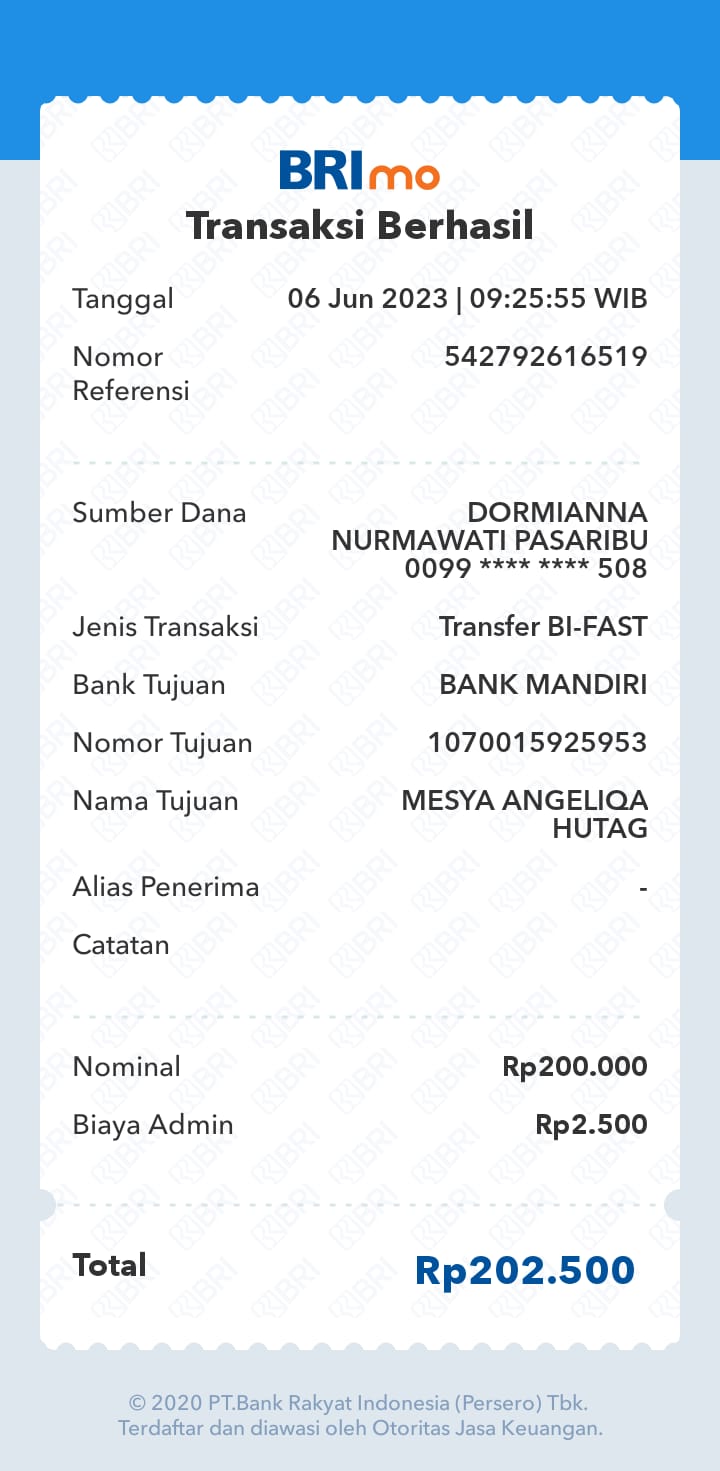 BRImo
Transaksi Berhasil
Tanggal 06 Jun 2023 | 09:25:55 WIB
Nomor Referensi 542792616519
Sumber Dana DORMIANNA
NURMAWATI PASARIBU
0099 **** **** 508
Jenis Transaksi Transfer BI-FAST
Bank Tujuan BANK MANDIRI
Nomor Tujuan 1070015925953
Nama Tujuan MESYA ANGELIQA
HUTAG
Alias Penerima -
Catatan
Nominal Rp200.000
Biaya Admin Rp2.500
Total Rp202.500
© 2020 PT.Bank Rakyat Indonesia (Persero) Tbk.
Terdaftar dan diawasi oleh Otoritas Jasa Keuangan.